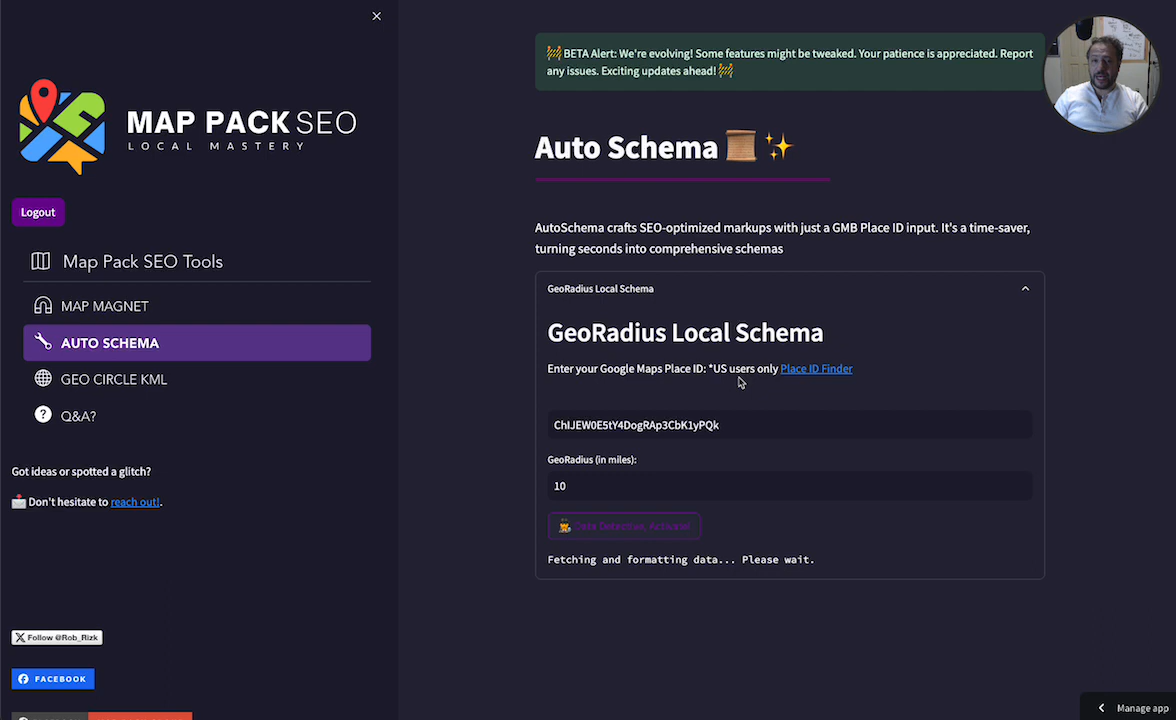 MAP PACK SEO
LOCAL MASTERY
Logout
Map Pack SEO Tools
MAP MAGNET
AUTO SCHEMA
GEO CIRCLE KML
Q&A?
Got ideas or spotted a glitch?
Don't hesitate to reach out!.
Follow @Rob_Rizk
FACEBOOK
BETA Alert: We're evolving! Some features might be tweaked. Your patience is appreciated. Report
any issues. Exciting updates ahead!
Auto Schema
AutoSchema crafts SEO-optimized markups with just a GMB Place ID input. It's a time-saver,
turning seconds into comprehensive schemas
GeoRadius Local Schema
GeoRadius Local Schema
Enter your Google Maps Place ID: *US users only Place ID Finder
ChIJEW0E5tY4DogRAp3CbK1yPQk
GeoRadius (in miles):
10
Data Detective, Activate!
Fetching and formatting data... Please wait.
Manage app